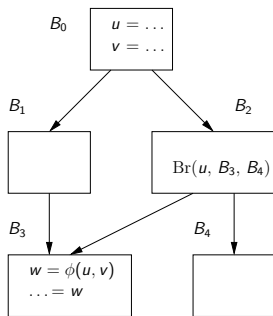 B₀
u = ...
v = ...
B₁
B₂
Br(u, B₃, B₄)
B₃
B₄
w = ϕ(u, v)
... = w